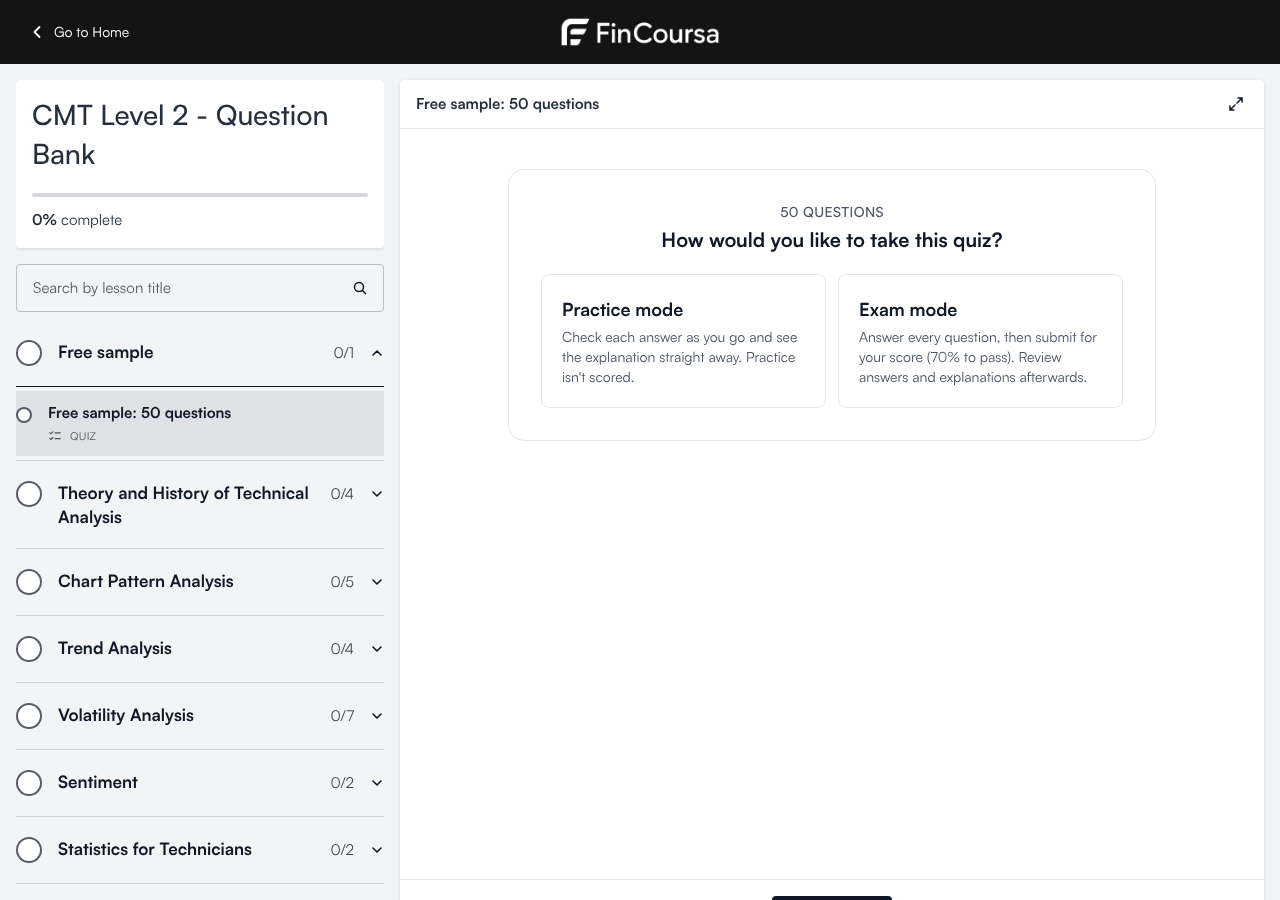 Go to Home
FinCoursa
CMT Level 2 - Question
Bank
0% complete
Search by lesson title
Free sample 0/1
Free sample: 50 questions
QUIZ
Theory and History of Technical 0/4
Analysis
Chart Pattern Analysis 0/5
Trend Analysis 0/4
Volatility Analysis 0/7
Sentiment 0/2
Statistics for Technicians 0/2
Free sample: 50 questions
50 QUESTIONS
How would you like to take this quiz?
Practice mode
Check each answer as you go and see
the explanation straight away. Practice
isn't scored.
Exam mode
Answer every question, then submit for
your score (70% to pass). Review
answers and explanations afterwards.